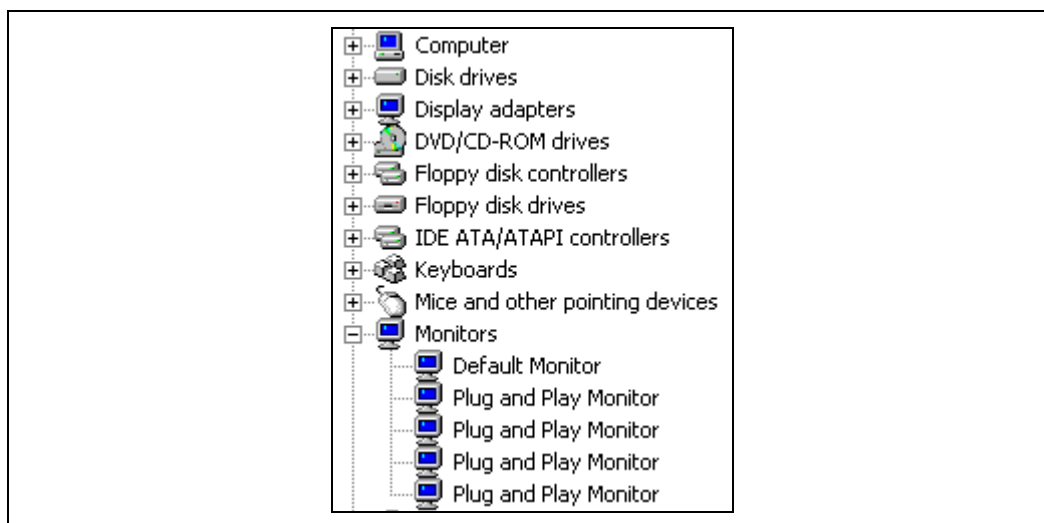 Computer
Disk drives
Display adapters
DVD/CD-ROM drives
Floppy disk controllers
Floppy disk drives
IDE ATA/ATAPI controllers
Keyboards
Mice and other pointing devices
Monitors
Default Monitor
Plug and Play Monitor
Plug and Play Monitor
Plug and Play Monitor
Plug and Play Monitor